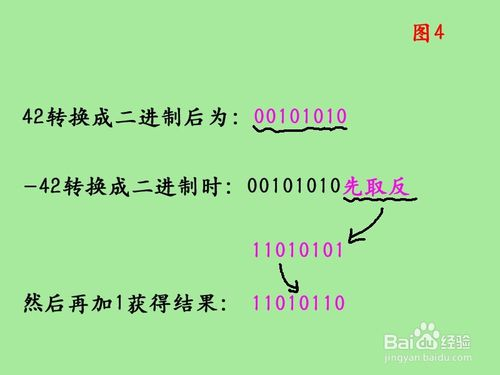 图4
42转换成二进制后为：00101010
-42转换成二进制时：00101010先取反
11010101
然后再加1获得结果：11010110
Baidu经验
jingyan.baidu.com